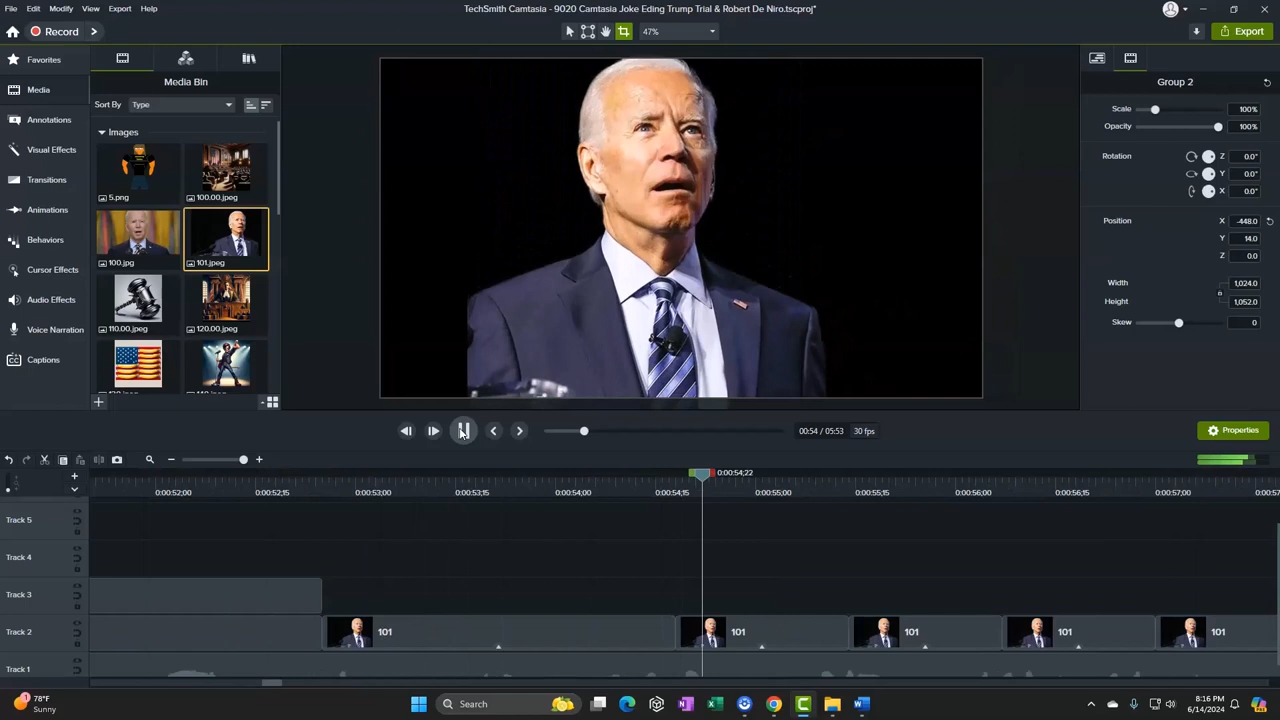 File Edit Modify View Export Help
TechSmith Camtasia - 9020 Camtasia Joke Eding Trump Trial & Robert De Niro.tscproj*
Record
47%
Export
Favorites
Media
Annotations
Visual Effects
Transitions
Animations
Behaviors
Cursor Effects
Audio Effects
Voice Narration
Captions
Media Bin
Sort By Type
Images
5.png 100.00.jpeg
100.jpg 101.jpeg
110.00.jpeg 120.00.jpeg
Group 2
Scale 100%
Opacity 100%
Rotation Z 0.0°
Y 0.0°
X 0.0°
Position X -448.0
Y 14.0
Z 0.0
Width 1,024.0
Height 1,052.0
Skew 0
00:54 / 05:53 30 fps
Properties
0:00:54;22
0:00:52;00 0:00:52;15 0:00:53;00 0:00:53;15 0:00:54;00 0:00:54;15 0:00:55;00 0:00:55;15 0:00:56;00 0:00:56;15 0:00:57;00
Track 5
Track 4
Track 3
Track 2
101 101 101 101 101
Track 1
78°F
Sunny
Search
8:16 PM
6/14/2024